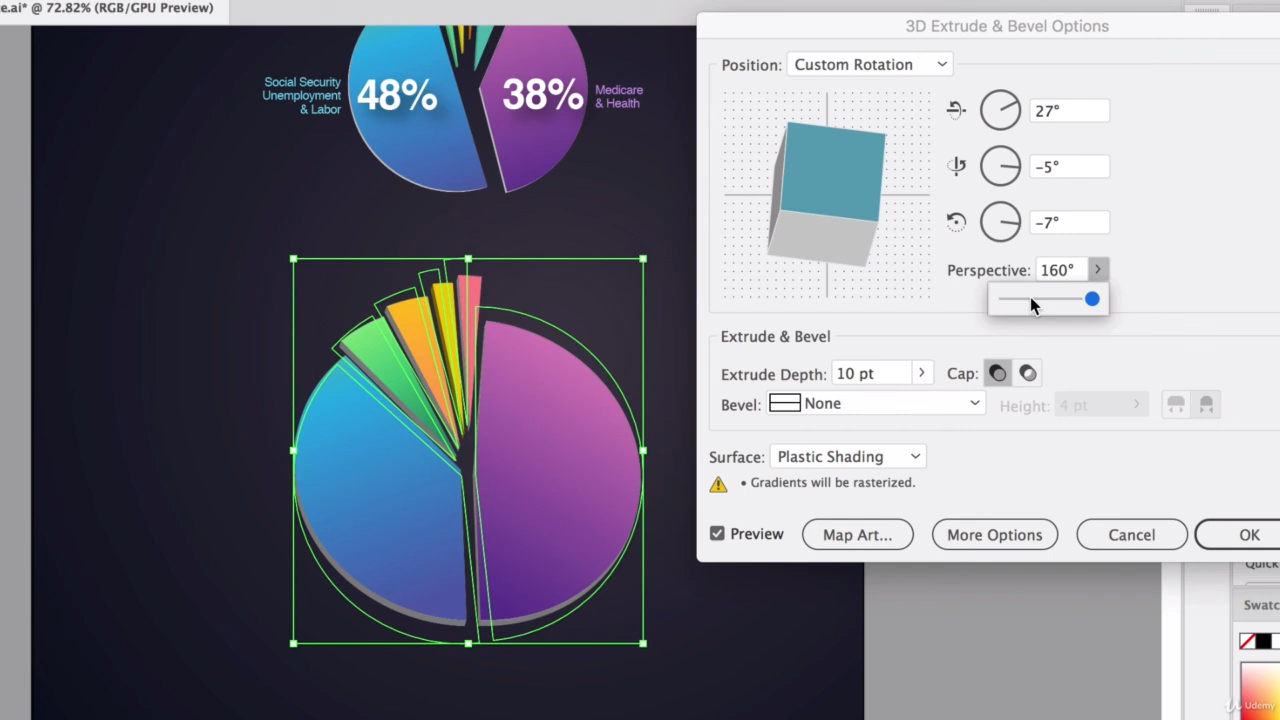 e.ai* @ 72.82% (RGB/GPU Preview)
3D Extrude & Bevel Options
Position: Custom Rotation
Social Security
Unemployment
& Labor
48%
38%
Medicare
& Health
27°
-5°
-7°
Perspective: 160°
Extrude & Bevel
Extrude Depth: 10 pt Cap:
Bevel: None Height: 4 pt
Surface: Plastic Shading
• Gradients will be rasterized.
Preview Map Art... More Options Cancel OK
Quick
Swatc
Udemy